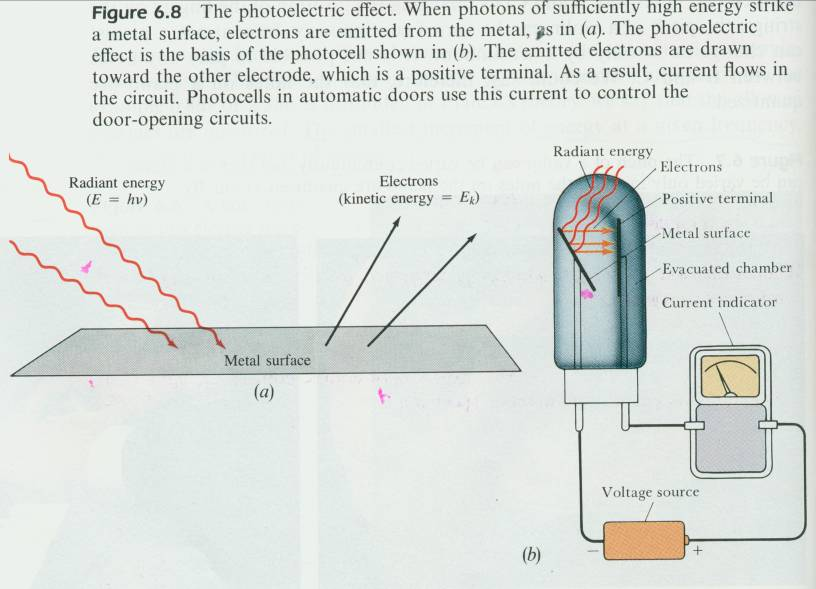 Figure 6.8 The photoelectric effect. When photons of sufficiently high energy strike
a metal surface, electrons are emitted from the metal, as in (a). The photoelectric
effect is the basis of the photocell shown in (b). The emitted electrons are drawn
toward the other electrode, which is a positive terminal. As a result, current flows in
the circuit. Photocells in automatic doors use this current to control the
door-opening circuits.
Radiant energy
(E = hν)
Electrons
(kinetic energy = Ek)
Metal surface
(a)
Radiant energy
Electrons
Positive terminal
Metal surface
Evacuated chamber
Current indicator
Voltage source
− +
(b)